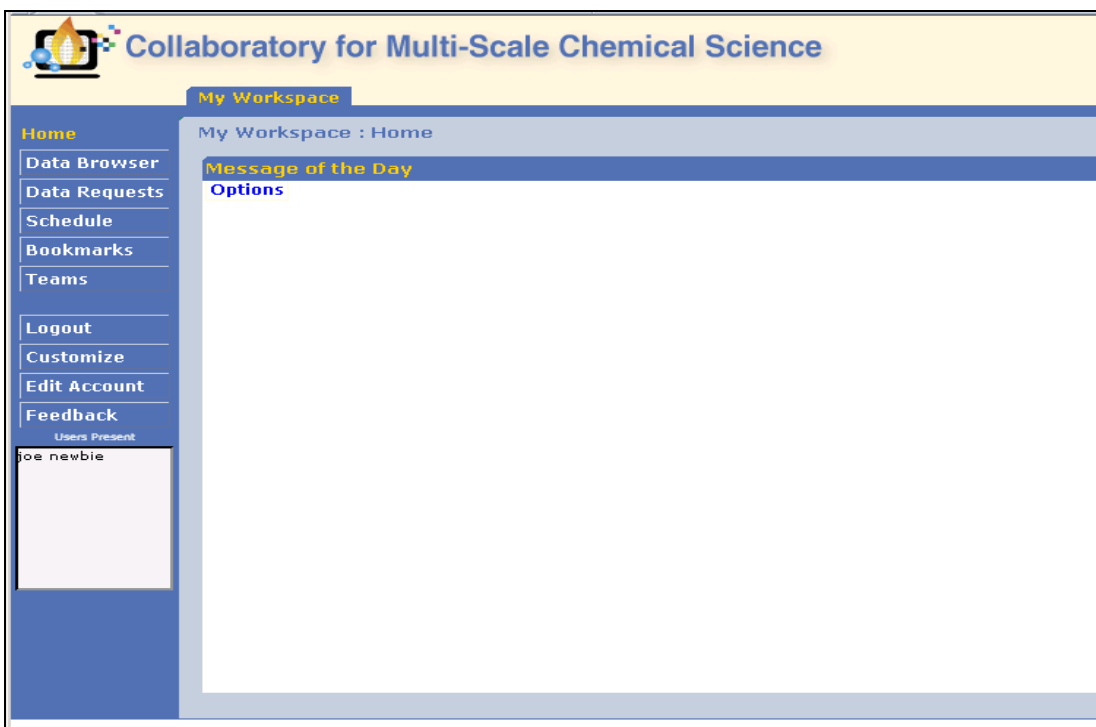 Collaboratory for Multi-Scale Chemical Science
My Workspace
Home
Data Browser
Data Requests
Schedule
Bookmarks
Teams
Logout
Customize
Edit Account
Feedback
Users Present
joe newbie
My Workspace : Home
Message of the Day
Options